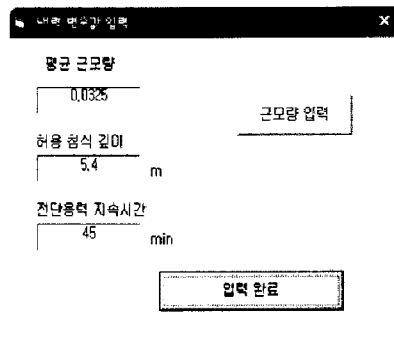 내력 변수값 입력
평균 근모량
0.0325
근모량 입력
허용 침식 깊이
5.4 m
전단응력 지속시간
45 min
입력 완료